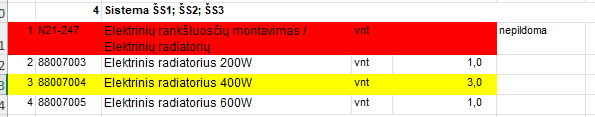 4 Sistema ŠS1; ŠS2; ŠS3
1 N21-247 Elektrinių rankšluosčių montavimas / vnt nepildoma
Elektrinių radiatorių
2 88007003 Elektrinis radiatorius 200W vnt 1,0
3 88007004 Elektrinis radiatorius 400W vnt 3,0
4 88007005 Elektrinis radiatorius 600W vnt 1,0